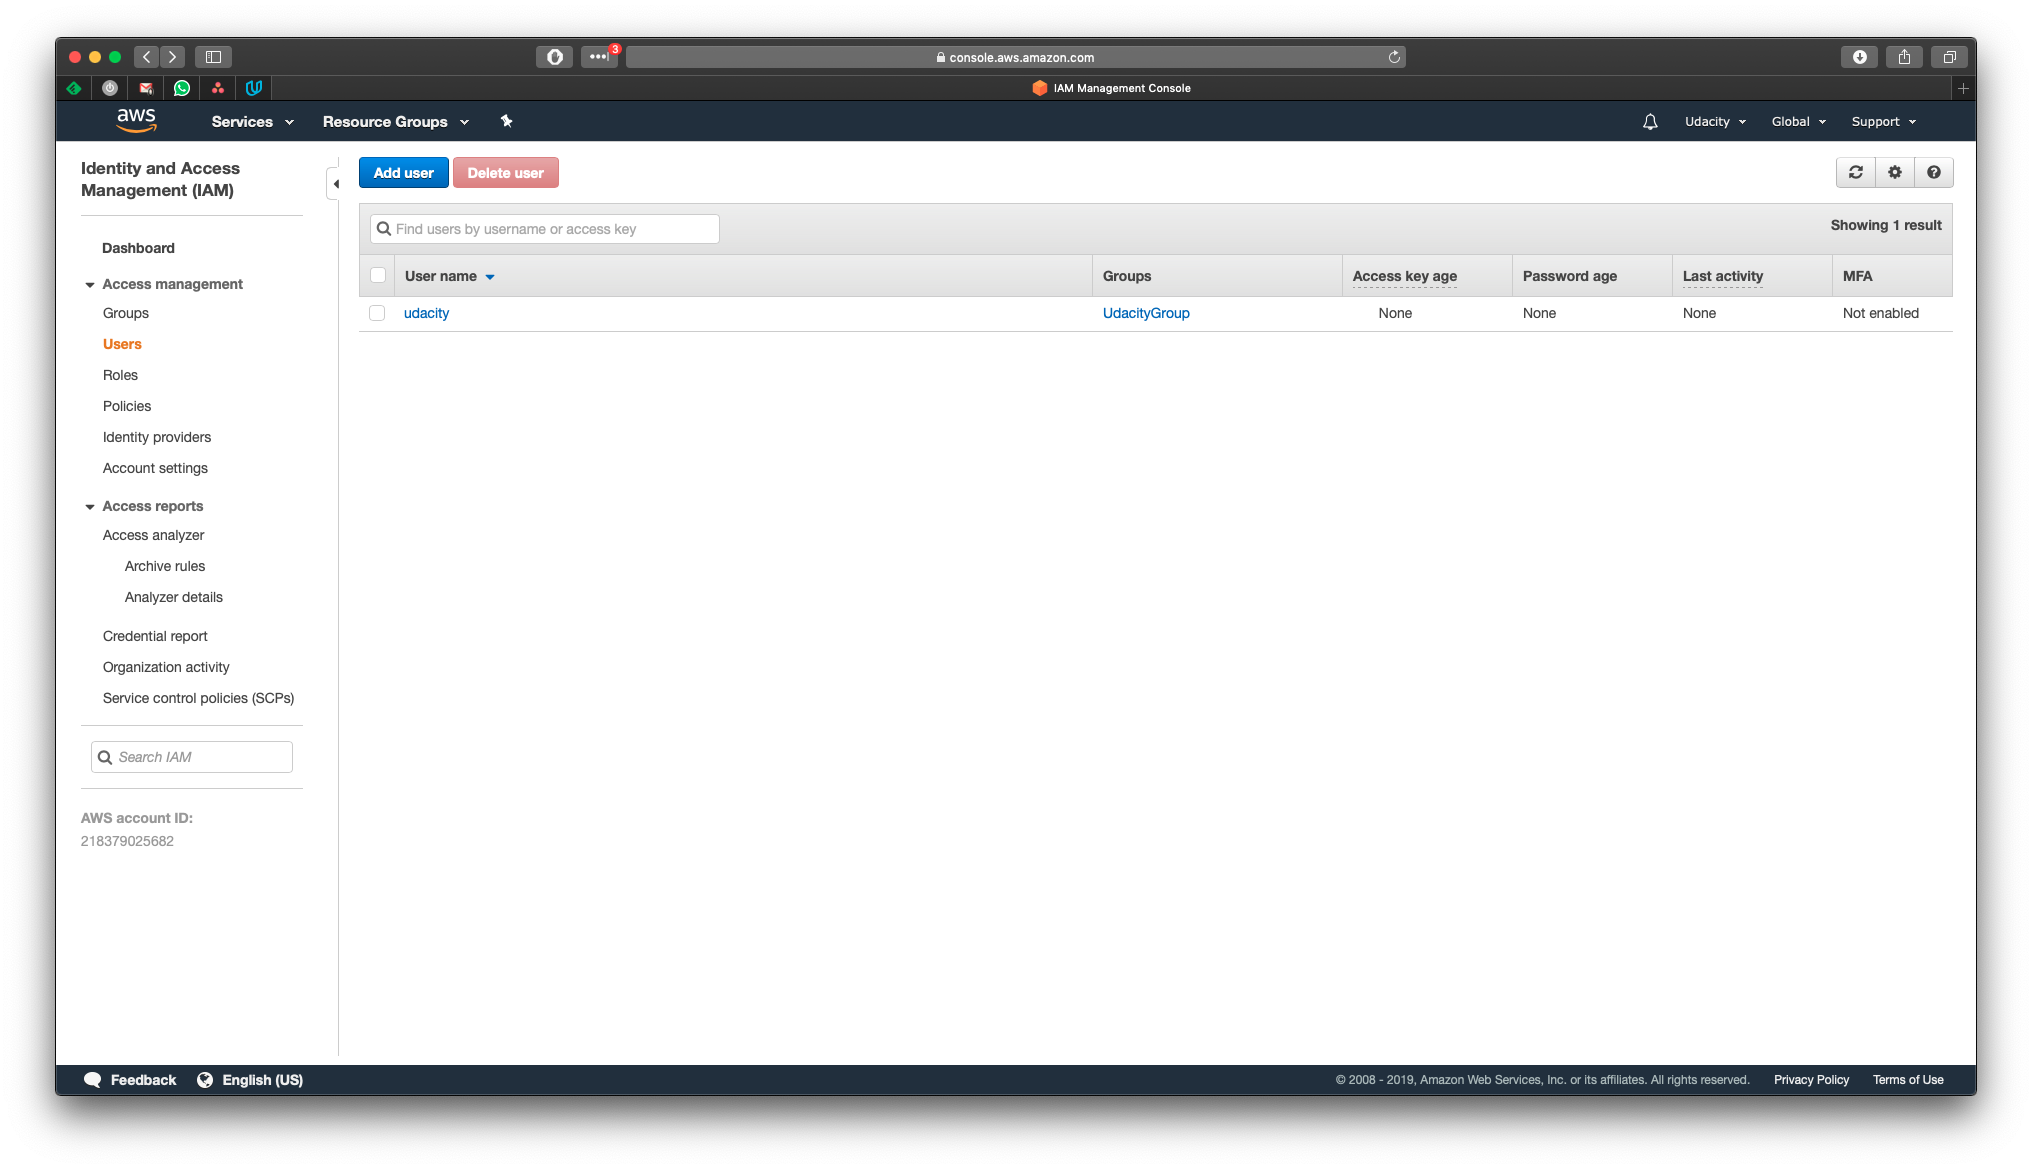 3
console.aws.amazon.com
IAM Management Console
aws
Services
Resource Groups
Udacity
Global
Support
Identity and Access
Management (IAM)
Dashboard
Access management
Groups
Users
Roles
Policies
Identity providers
Account settings
Access reports
Access analyzer
Archive rules
Analyzer details
Credential report
Organization activity
Service control policies (SCPs)
Search IAM
AWS account ID:
218379025682
Add user
Delete user
Find users by username or access key
Showing 1 result
User name Groups Access key age Password age Last activity MFA
udacity UdacityGroup None None None Not enabled
Feedback
English (US)
© 2008 - 2019, Amazon Web Services, Inc. or its affiliates. All rights reserved.
Privacy Policy
Terms of Use